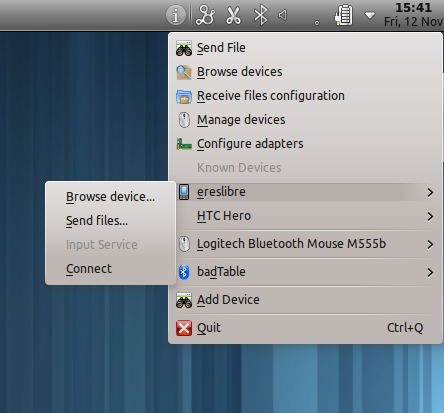 15:41
Fri, 12 Nov
Send File
Browse devices
Receive files configuration
Manage devices
Configure adapters
Known Devices
ereslibre
HTC Hero
Logitech Bluetooth Mouse M555b
badTable
Add Device
Quit Ctrl+Q
Browse device...
Send files...
Input Service
Connect